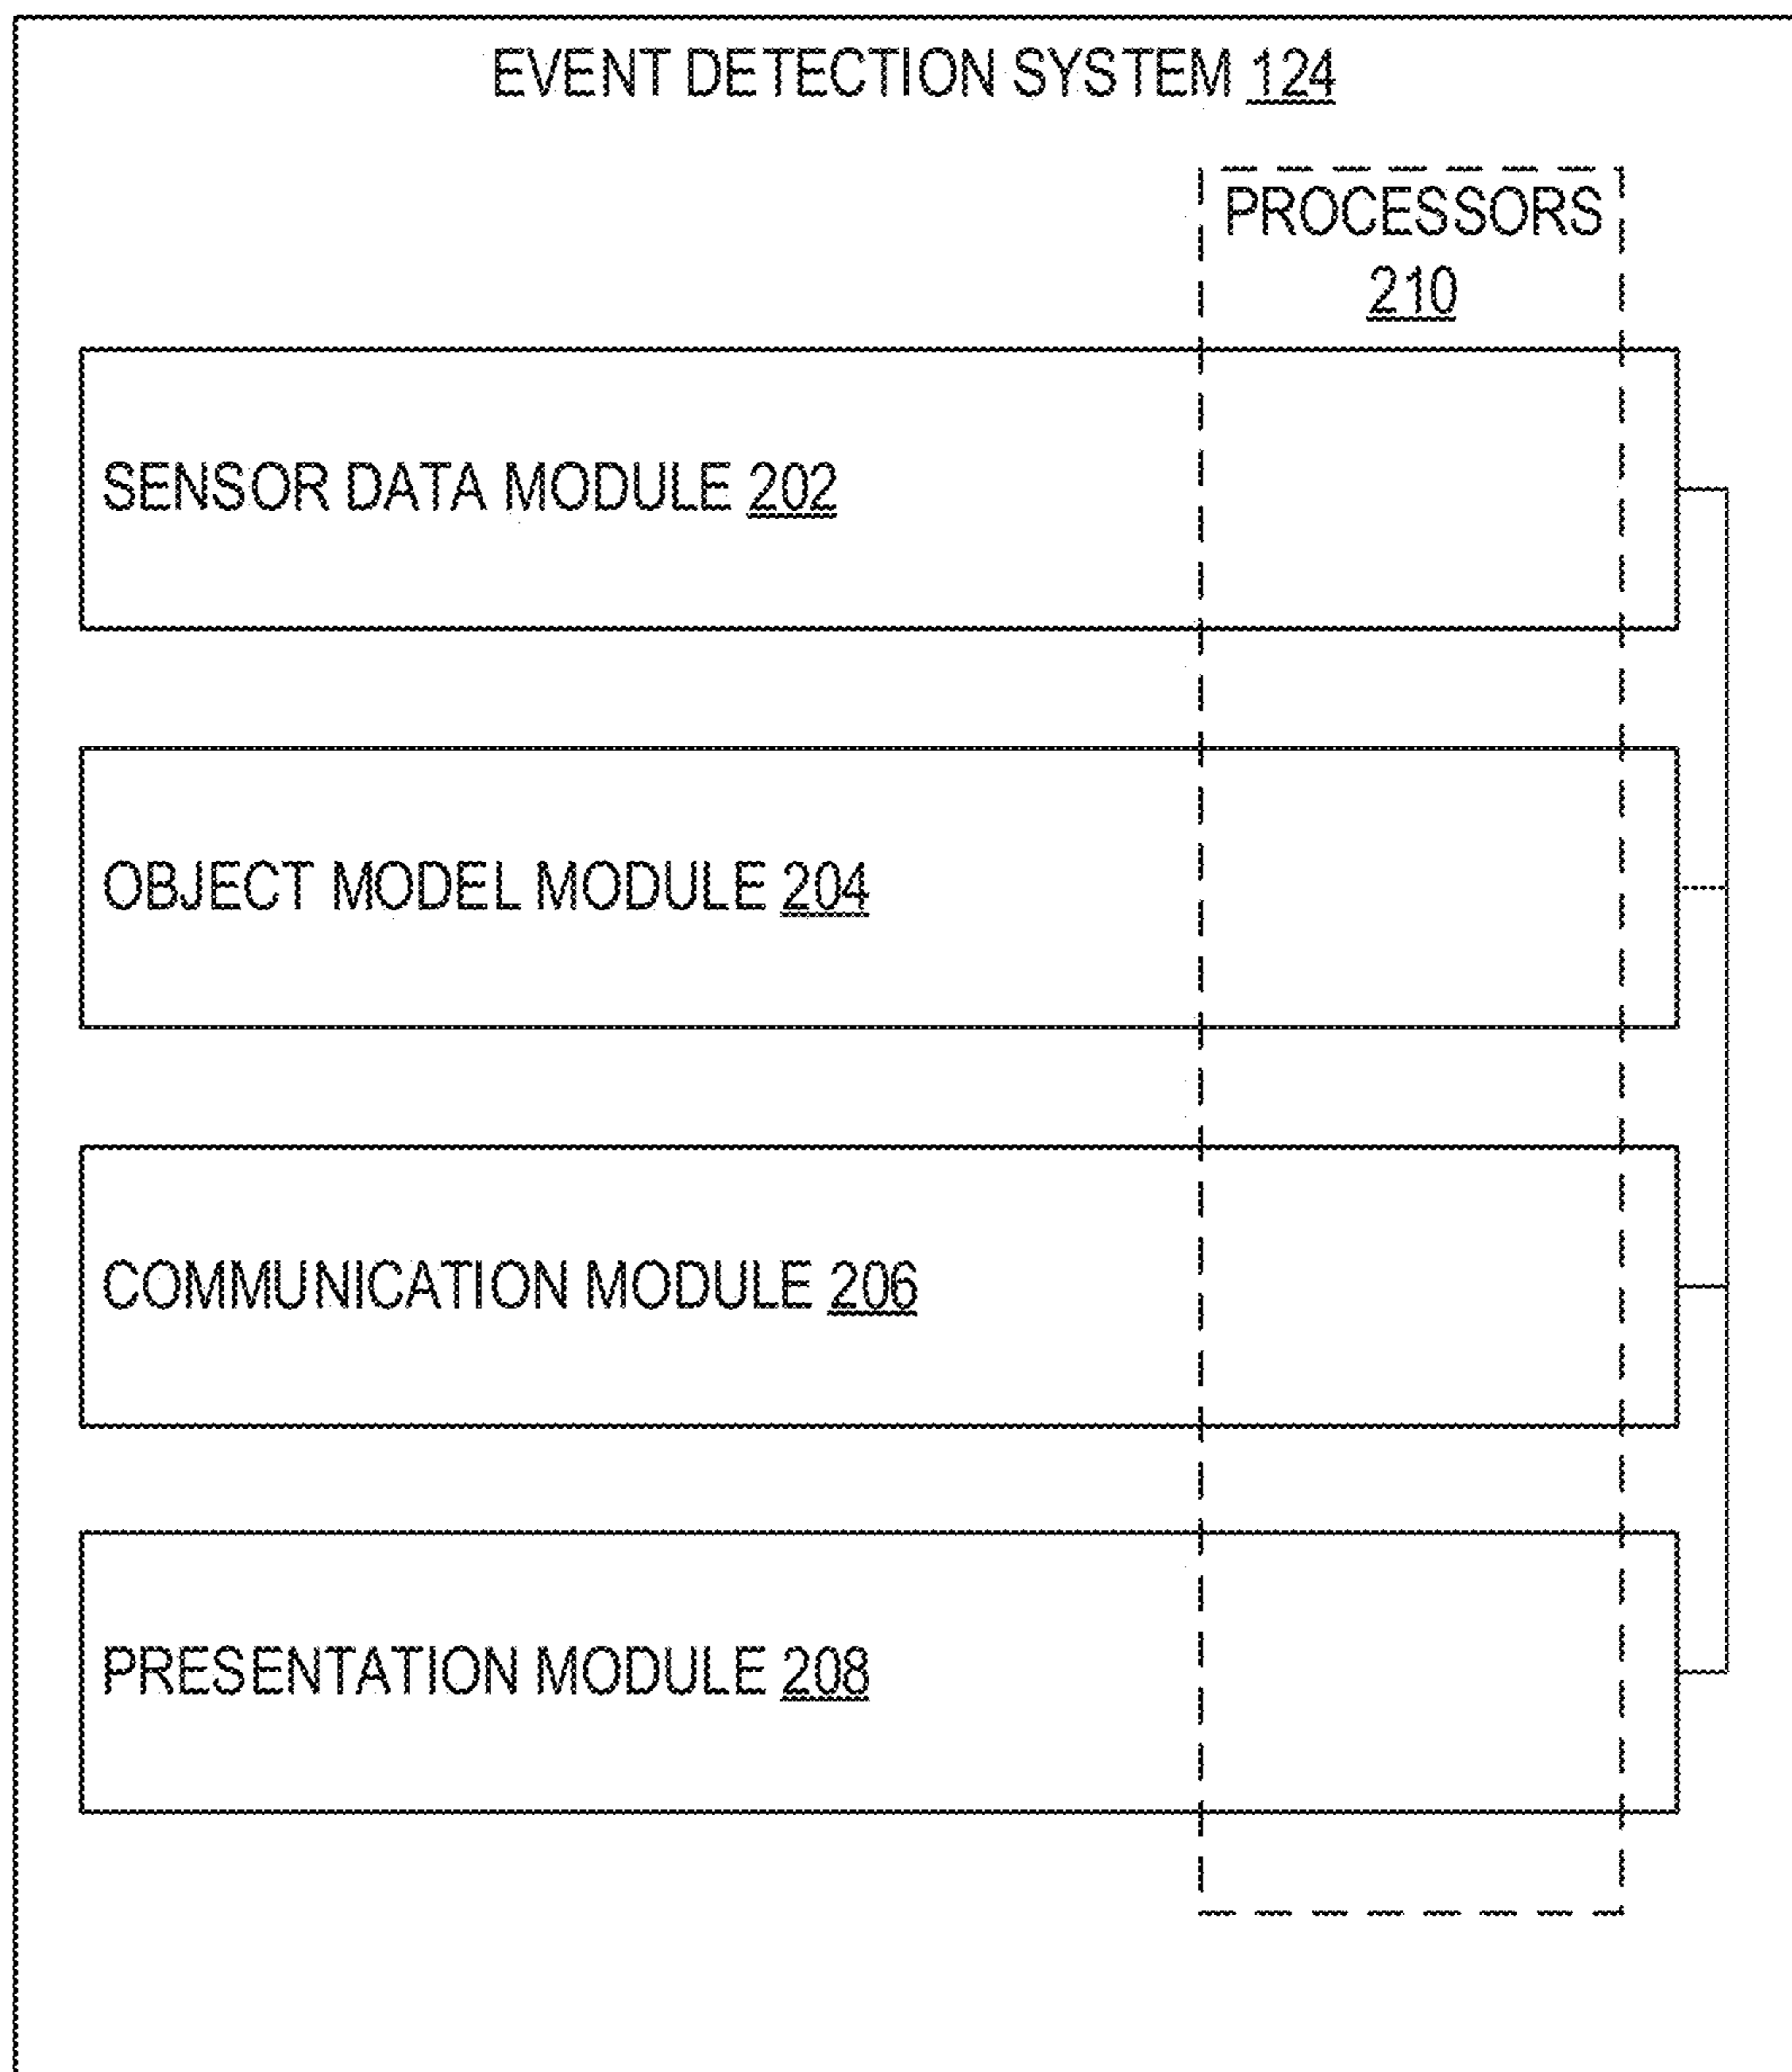 EVENT DETECTION SYSTEM 124
PROCESSORS
210
SENSOR DATA MODULE 202
OBJECT MODEL MODULE 204
COMMUNICATION MODULE 206
PRESENTATION MODULE 208